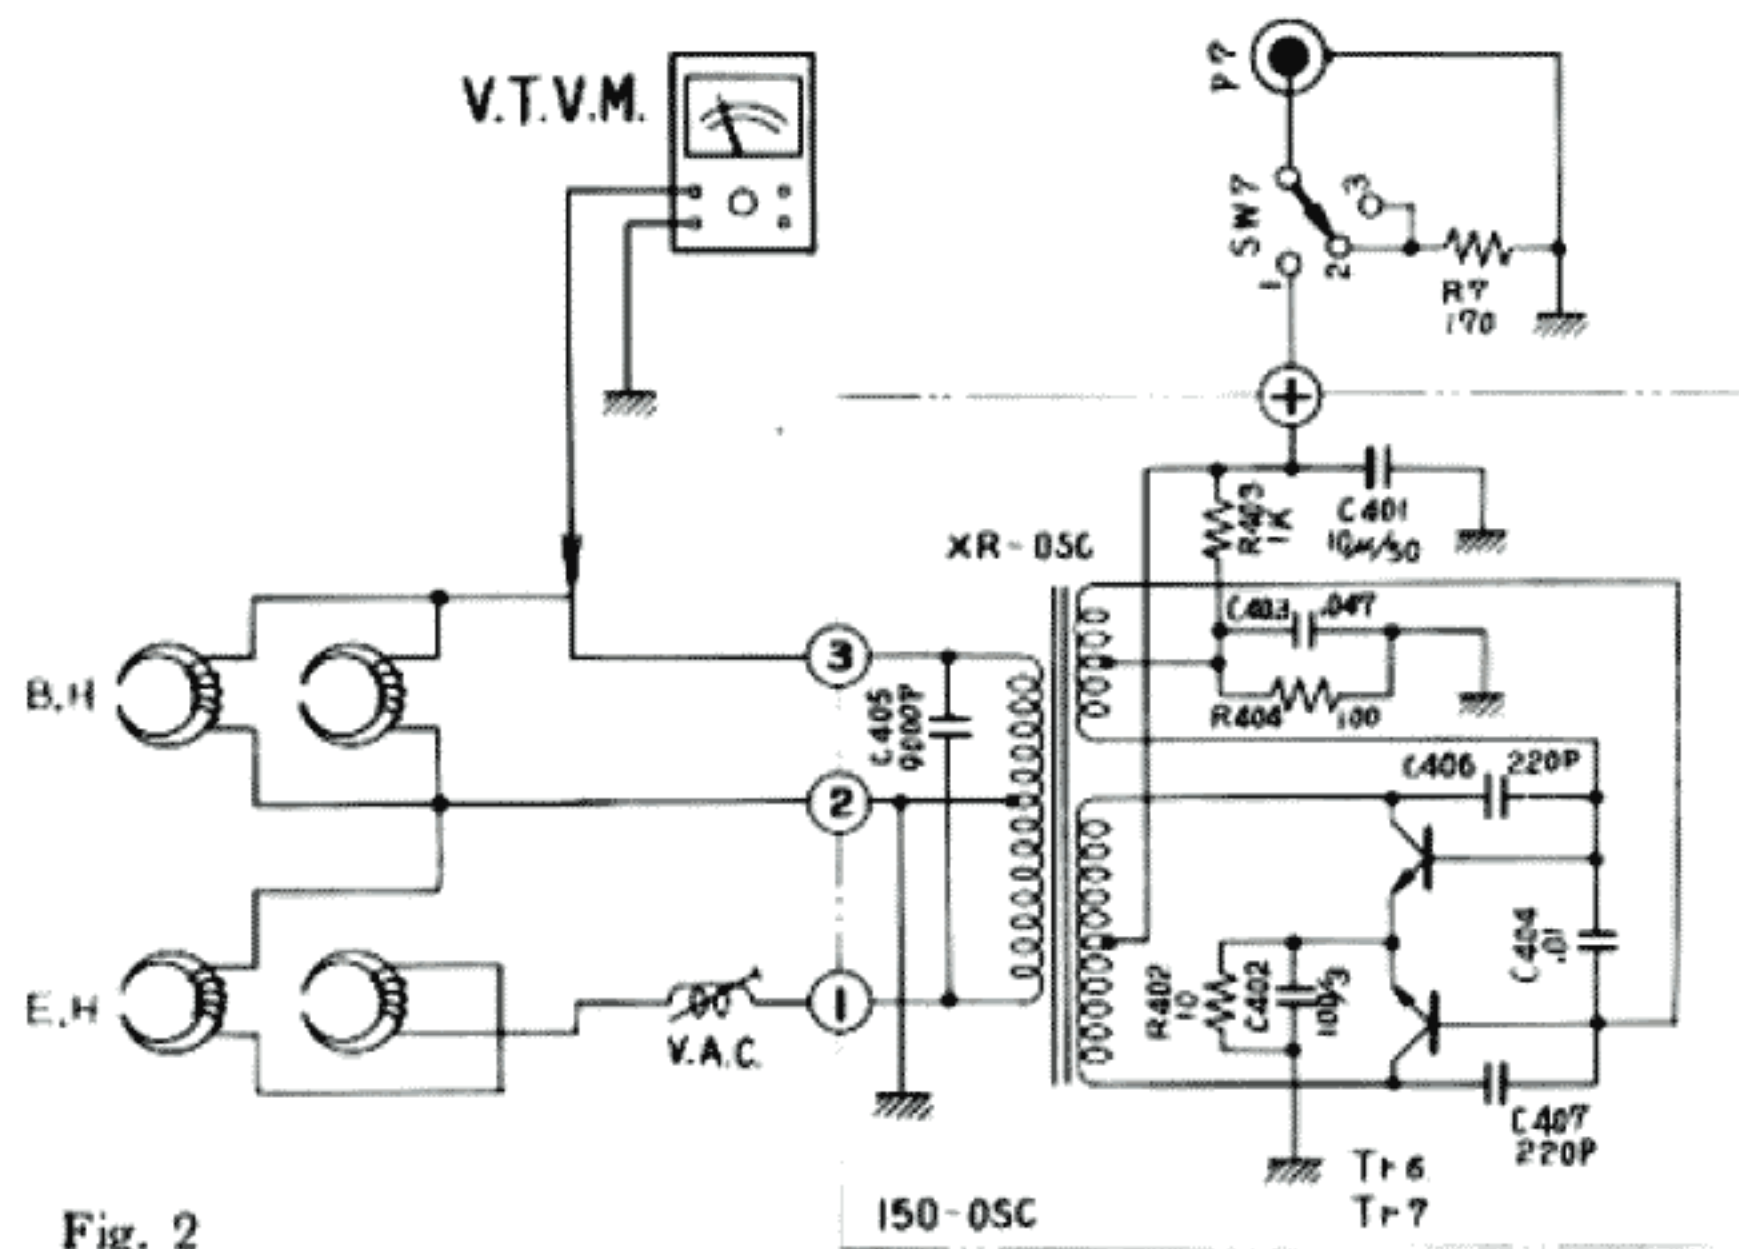 V.T.V.M.
P7
SW7
1
2
3
R7
170
+
R403
1K
C401
10μ/50
XR-OSC
C403 .047
R404 100
B.H
3
C405
9000P
2
C406 220P
C404
.01
E.H
V.A.C.
1
R402
10
C402
C407
220P
Tr6
Tr7
150-OSC
Fig. 2